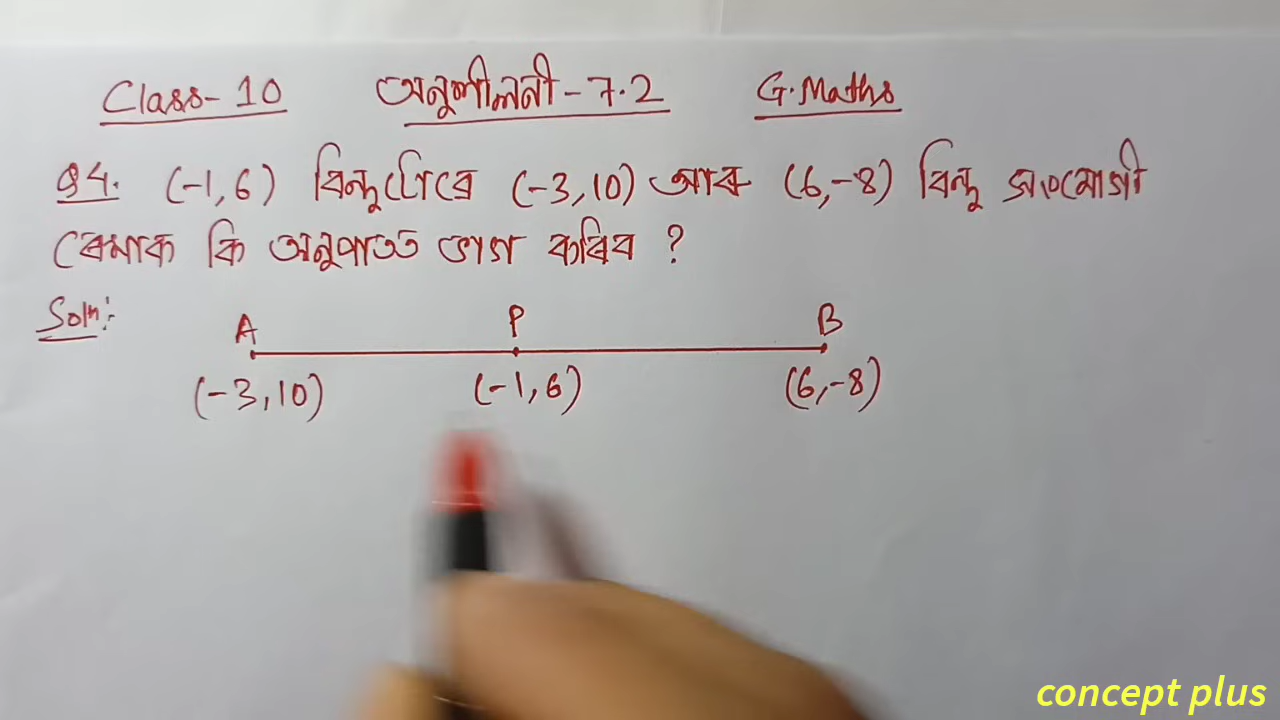 Class-10 অনুশীলনী-7.2 G.Maths
Q4. (-1,6) বিন্দুটোৱে (-3,10) আৰু (6,-8) বিন্দু সংযোগী
ৰেখাক কি অনুপাতত ভাগ কৰিব ?
Soln:
A P B
(-3,10) (-1,6) (6,-8)
concept plus